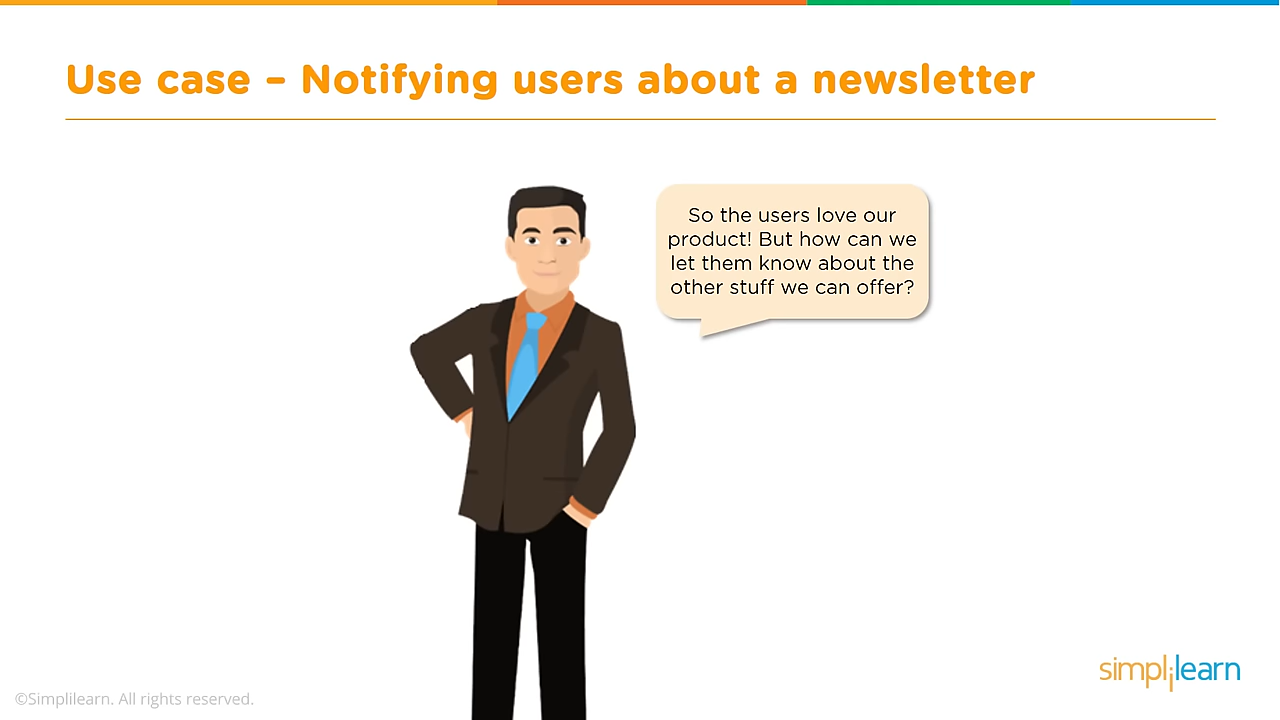 Use case – Notifying users about a newsletter
So the users love our
product! But how can we
let them know about the
other stuff we can offer?
simplilearn
©Simplilearn. All rights reserved.